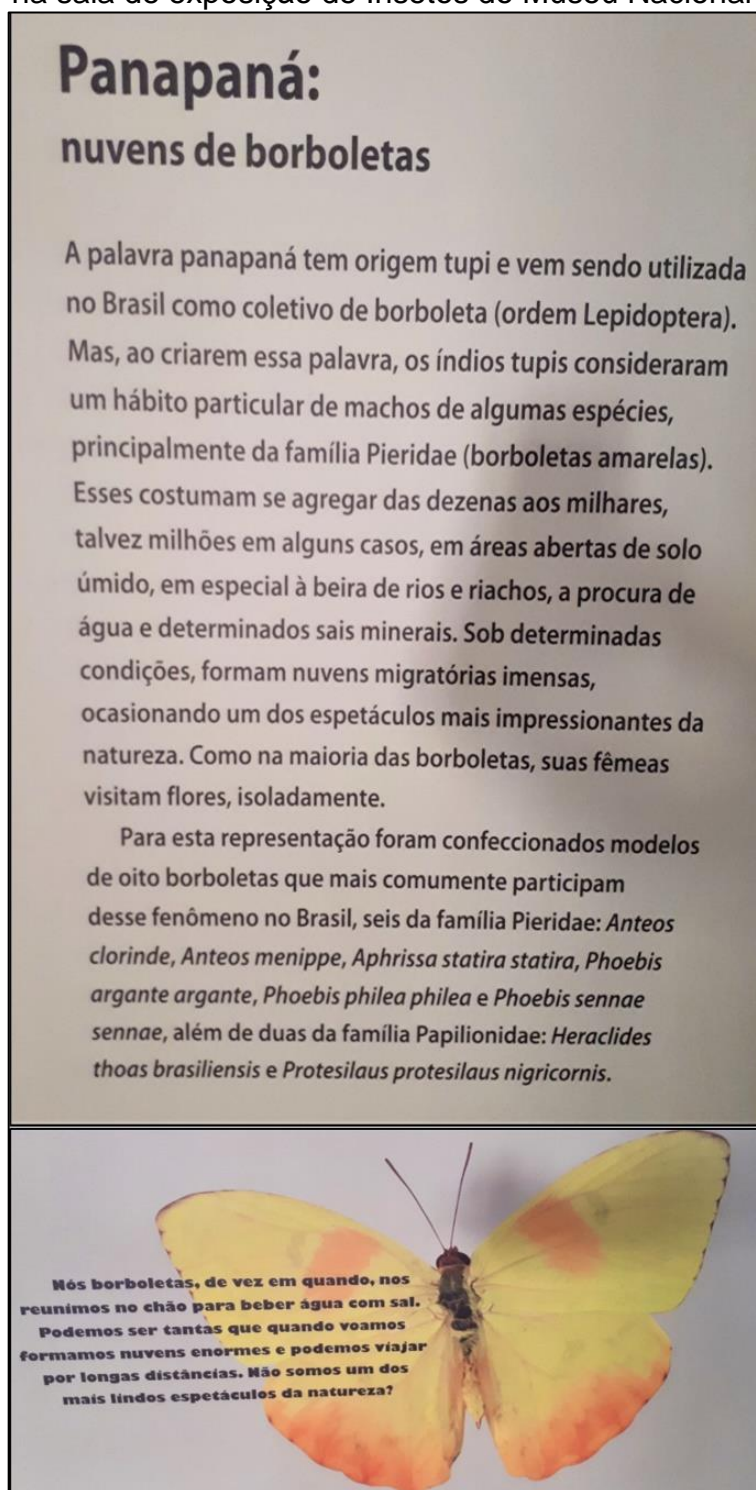 na sala de exposição de Insetos do Museu Nacional
Panapaná:
nuvens de borboletas
A palavra panapaná tem origem tupi e vem sendo utilizada
no Brasil como coletivo de borboleta (ordem Lepidoptera).
Mas, ao criarem essa palavra, os índios tupis consideraram
um hábito particular de machos de algumas espécies,
principalmente da família Pieridae (borboletas amarelas).
Esses costumam se agregar das dezenas aos milhares,
talvez milhões em alguns casos, em áreas abertas de solo
úmido, em especial à beira de rios e riachos, a procura de
água e determinados sais minerais. Sob determinadas
condições, formam nuvens migratórias imensas,
ocasionando um dos espetáculos mais impressionantes da
natureza. Como na maioria das borboletas, suas fêmeas
visitam flores, isoladamente.
Para esta representação foram confeccionados modelos
de oito borboletas que mais comumente participam
desse fenômeno no Brasil, seis da família Pieridae: Anteos
clorinde, Anteos menippe, Aphrissa statira statira, Phoebis
argante argante, Phoebis philea philea e Phoebis sennae
sennae, além de duas da família Papilionidae: Heraclides
thoas brasiliensis e Protesilaus protesilaus nigricornis.
Nós borboletas, de vez em quando, nos
reunimos no chão para beber água com sal.
Podemos ser tantas que quando voamos
formamos nuvens enormes e podemos viajar
por longas distâncias. Não somos um dos
mais lindos espetáculos da natureza?